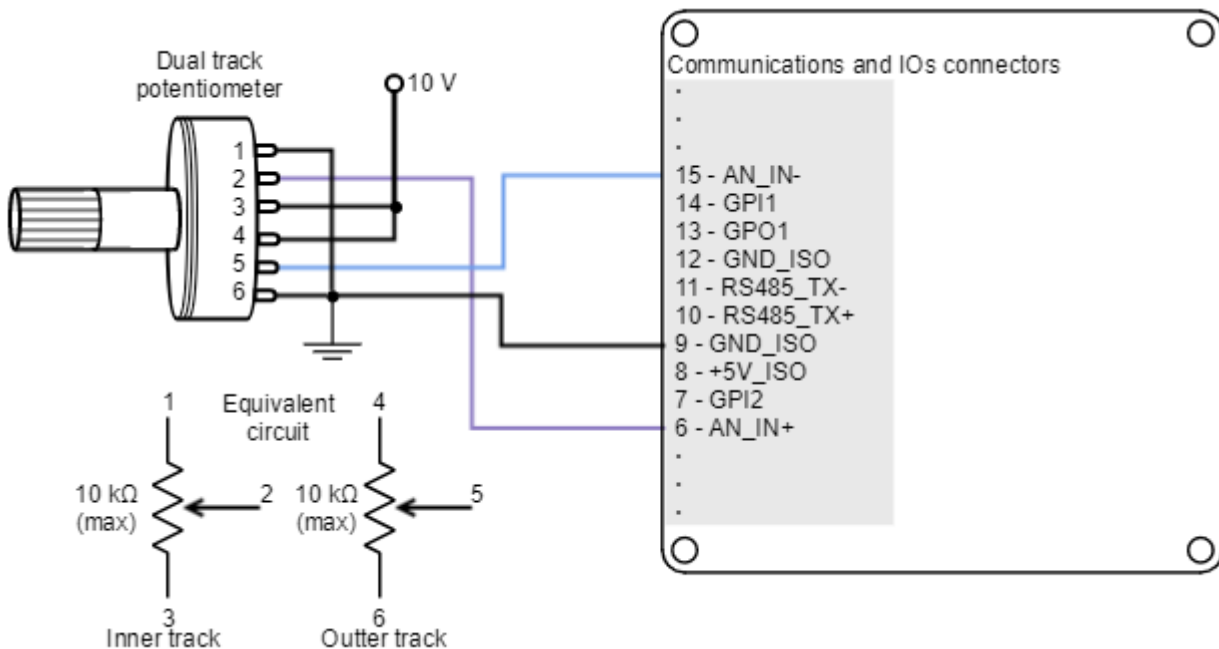 Dual track
potentiometer
10 V
1
2
3
4
5
6
Communications and IOs connectors
.
.
.
15 - AN_IN-
14 - GPI1
13 - GPO1
12 - GND_ISO
11 - RS485_TX-
10 - RS485_TX+
9 - GND_ISO
8 - +5V_ISO
7 - GPI2
6 - AN_IN+
.
.
.
Equivalent
circuit
1
10 kΩ
(max)
2
3
Inner track
4
10 kΩ
(max)
5
6
Outter track